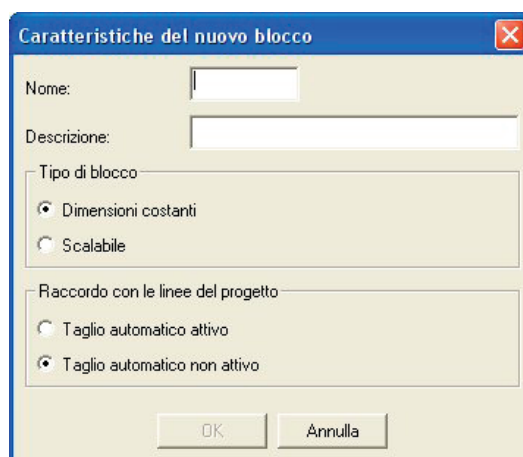 Caratteristiche del nuovo blocco
Nome:
Descrizione:
Tipo di blocco
Dimensioni costanti
Scalabile
Raccordo con le linee del progetto
Taglio automatico attivo
Taglio automatico non attivo
OK Annulla